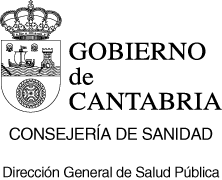 GOBIERNO
de
CANTABRIA
CONSEJERÍA DE SANIDAD
Dirección General de Salud Pública